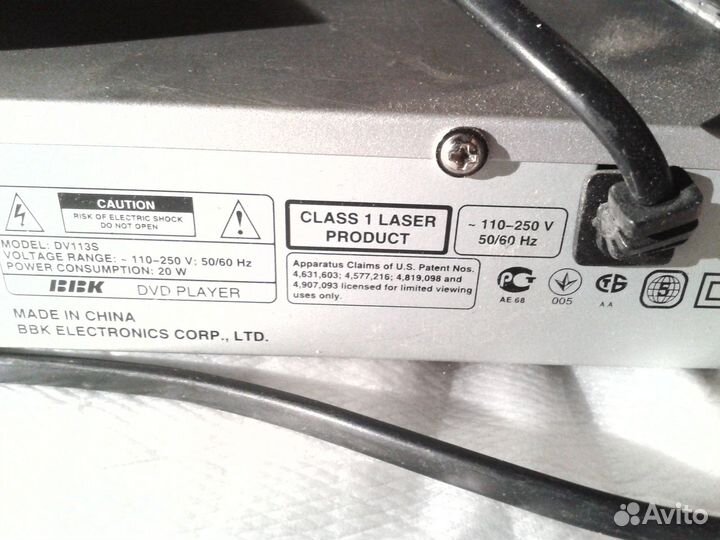 CAUTION
RISK OF ELECTRIC SHOCK
DO NOT OPEN
MODEL: DV113S
VOLTAGE RANGE: ~ 110–250 V: 50/60 Hz
POWER CONSUMPTION: 20 W
BBK DVD PLAYER
MADE IN CHINA
BBK ELECTRONICS CORP., LTD.
CLASS 1 LASER
PRODUCT
~ 110–250 V
50/60 Hz
Apparatus Claims of U.S. Patent Nos.
4,631,603; 4,577,216; 4,819,098 and
4,907,093 licensed for limited viewing
uses only.
АЕ 68
005
АА
5
Avito